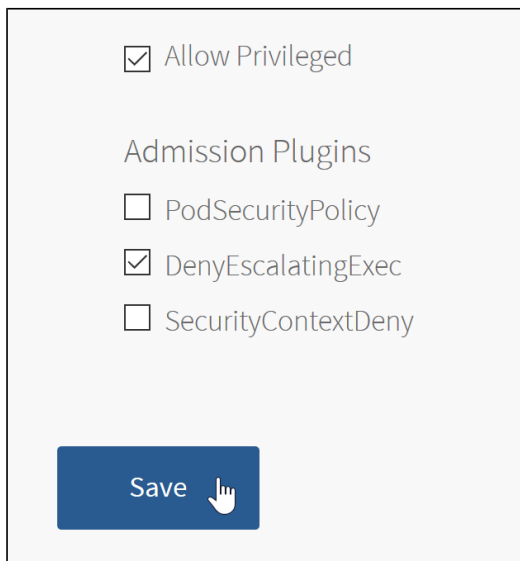 Allow Privileged
Admission Plugins
PodSecurityPolicy
DenyEscalatingExec
SecurityContextDeny
Save